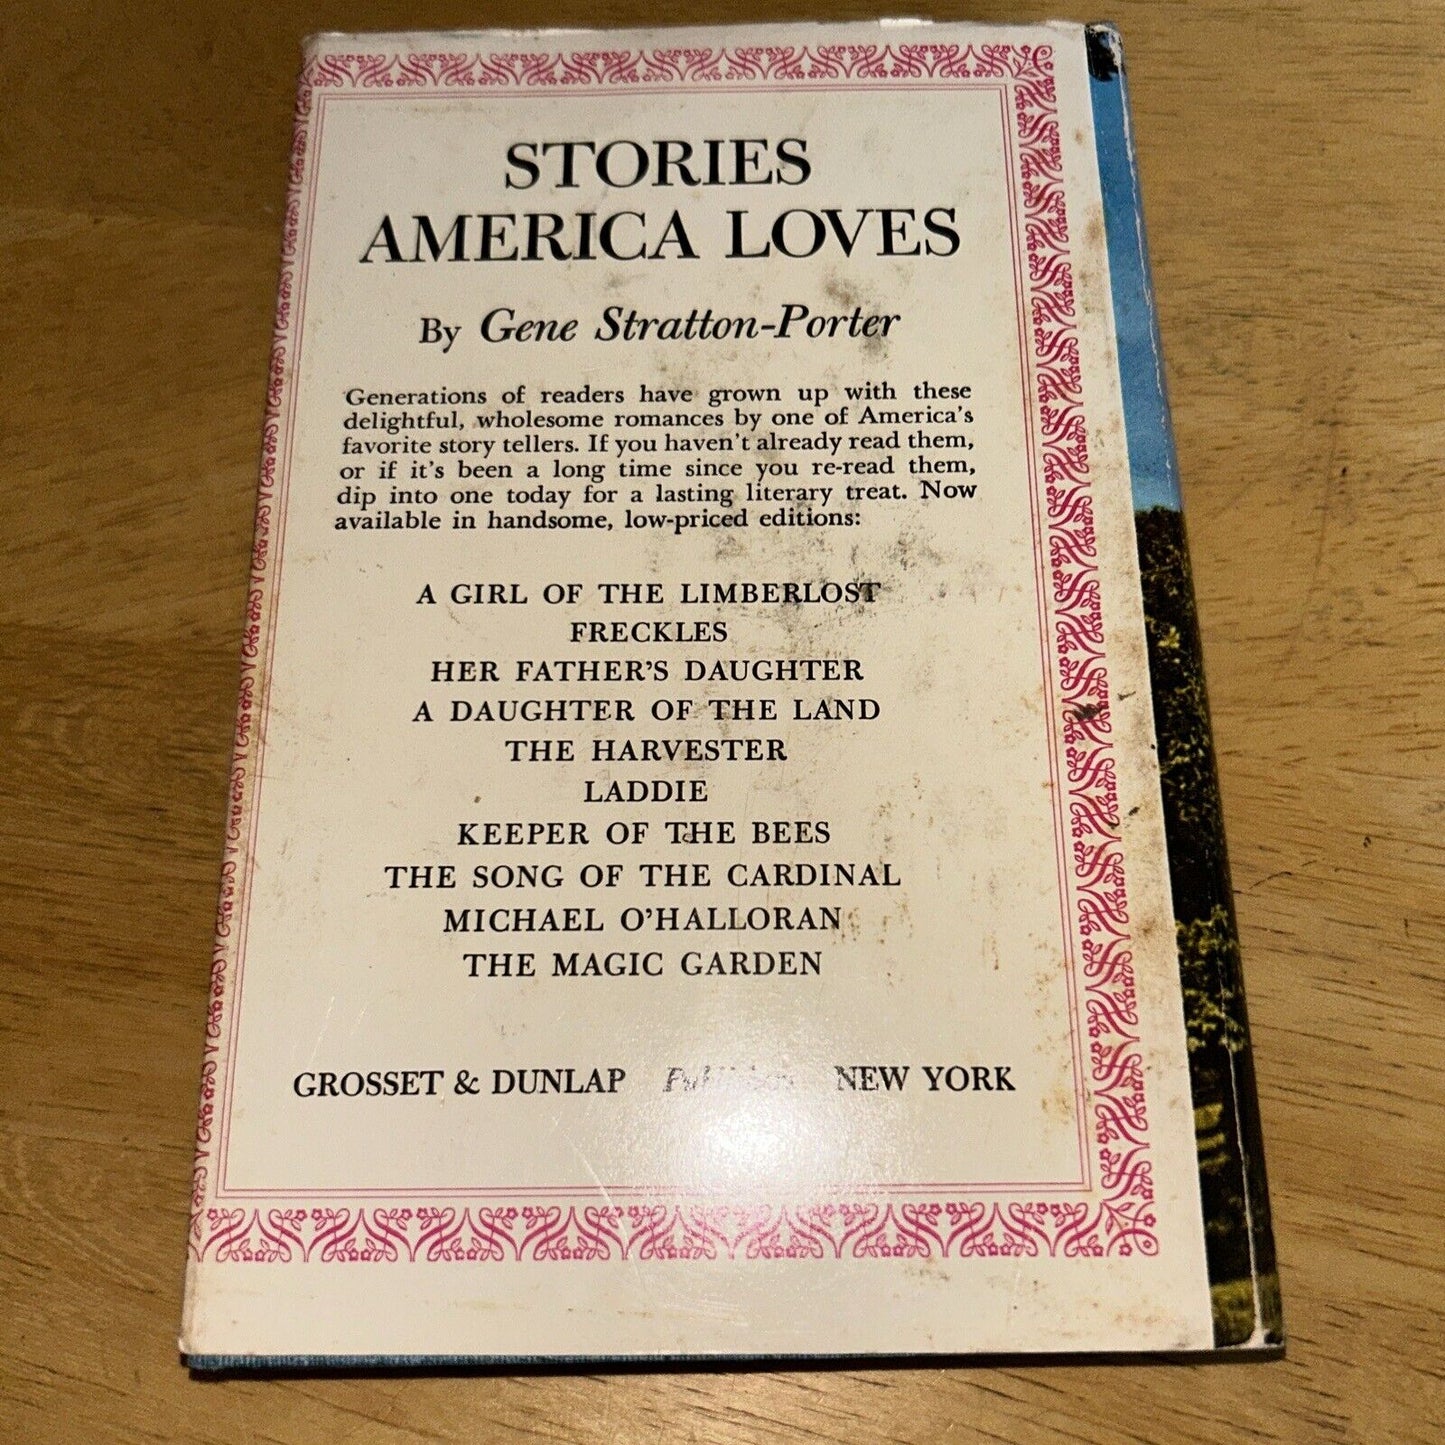 STORIES
AMERICA LOVES
By Gene Stratton-Porter
Generations of readers have grown up with these
delightful, wholesome romances by one of America's
favorite story tellers. If you haven't already read them,
or if it's been a long time since you re-read them,
dip into one today for a lasting literary treat. Now
available in handsome, low-priced editions:
A GIRL OF THE LIMBERLOST
FRECKLES
HER FATHER'S DAUGHTER
A DAUGHTER OF THE LAND
THE HARVESTER
LADDIE
KEEPER OF THE BEES
THE SONG OF THE CARDINAL
MICHAEL O'HALLORAN
THE MAGIC GARDEN
GROSSET & DUNLAP Publishers NEW YORK